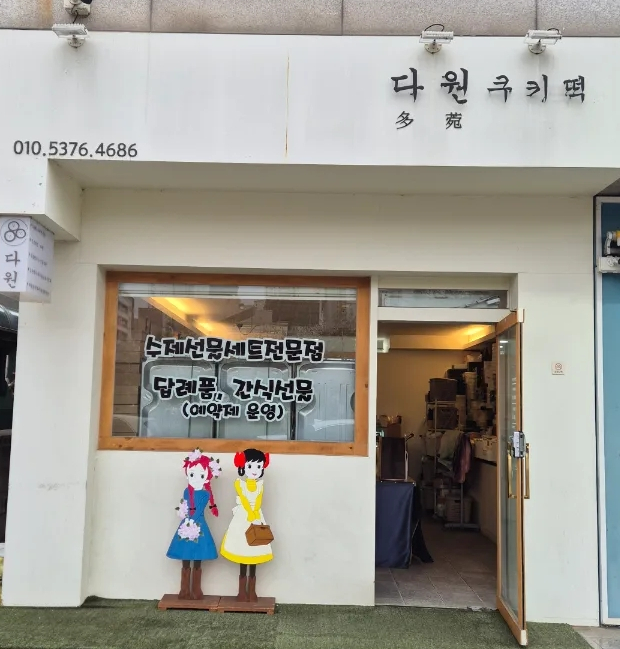 다원 쿠키떡
多 菀
010.5376.4686
다원
수제선물세트전문점
답례품, 간식선물
(예약제 운영)